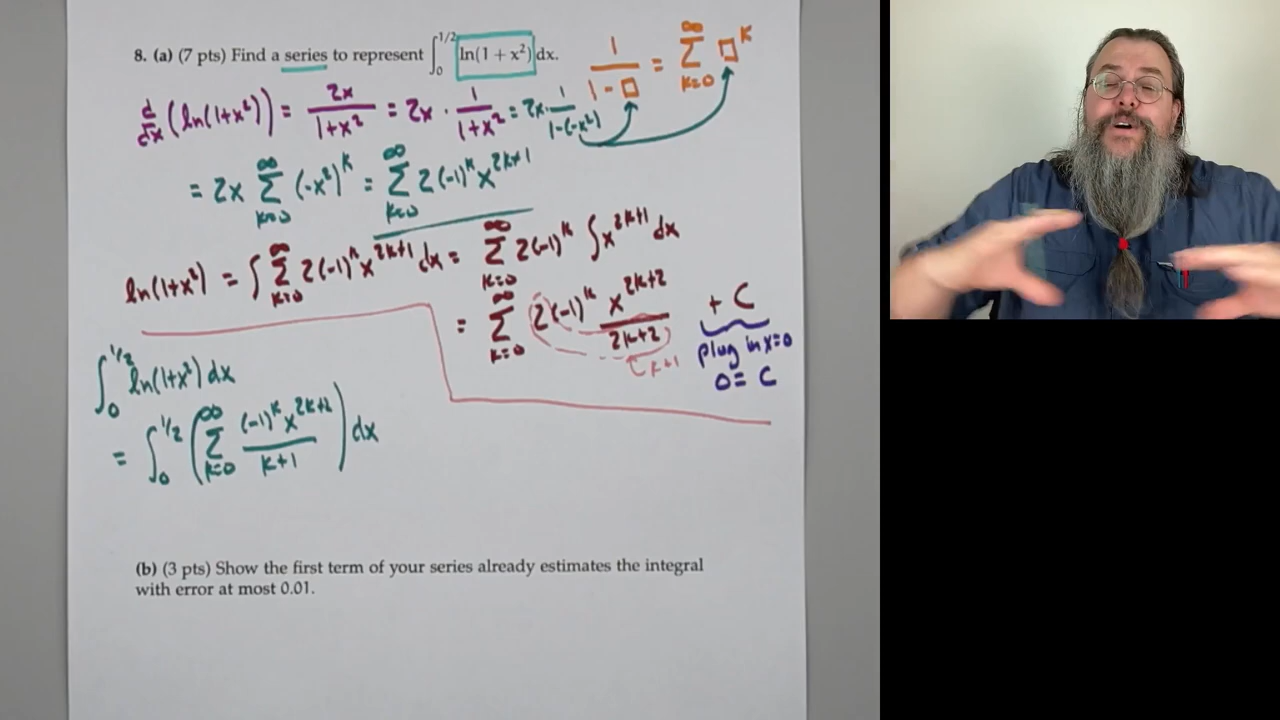 8. (a) (7 pts) Find a series to represent ∫₀^{1/2} ln(1 + x²) dx.
1/(1 - □) = Σ_{k=0}^{∞} □^k
d/dx (ln(1+x²)) = 2x/(1+x²) = 2x · 1/(1+x²) = 2x · 1/(1-(-x²))
= 2x Σ_{k=0}^{∞} (-x²)^k = Σ_{k=0}^{∞} 2(-1)^k x^{2k+1}
ln(1+x²) = ∫ Σ_{k=0}^{∞} 2(-1)^k x^{2k+1} dx = Σ_{k=0}^{∞} 2(-1)^k ∫ x^{2k+1} dx
= Σ_{k=0}^{∞} 2(-1)^k x^{2k+2}/(2k+2) + C
k+1
plug in x=0
0 = C
∫₀^{1/2} ln(1+x²) dx
= ∫₀^{1/2} (Σ_{k=0}^{∞} (-1)^k x^{2k+2}/(k+1)) dx
(b) (3 pts) Show the first term of your series already estimates the integral
with error at most 0.01.